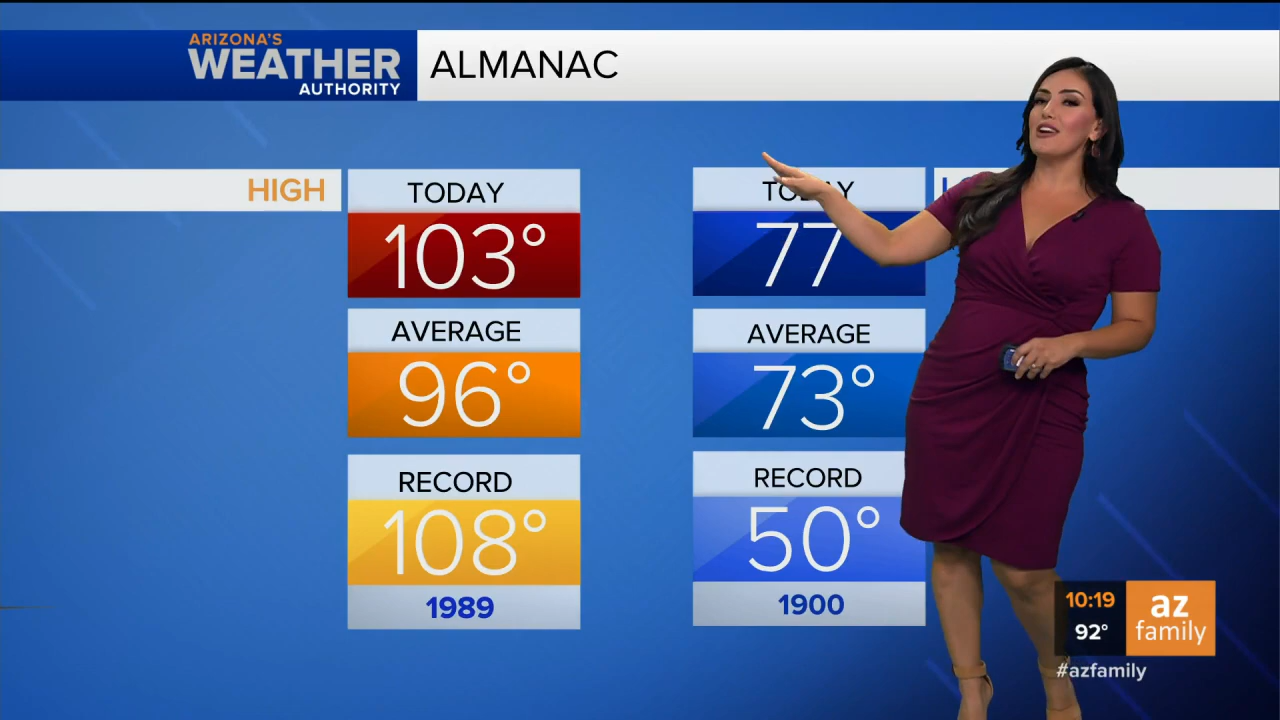 ARIZONA'S
WEATHER
AUTHORITY
ALMANAC
HIGH
TODAY
103°
AVERAGE
96°
RECORD
108°
1989
TODAY
77
AVERAGE
73°
RECORD
50°
1900
10:19
92°
az
family
#azfamily